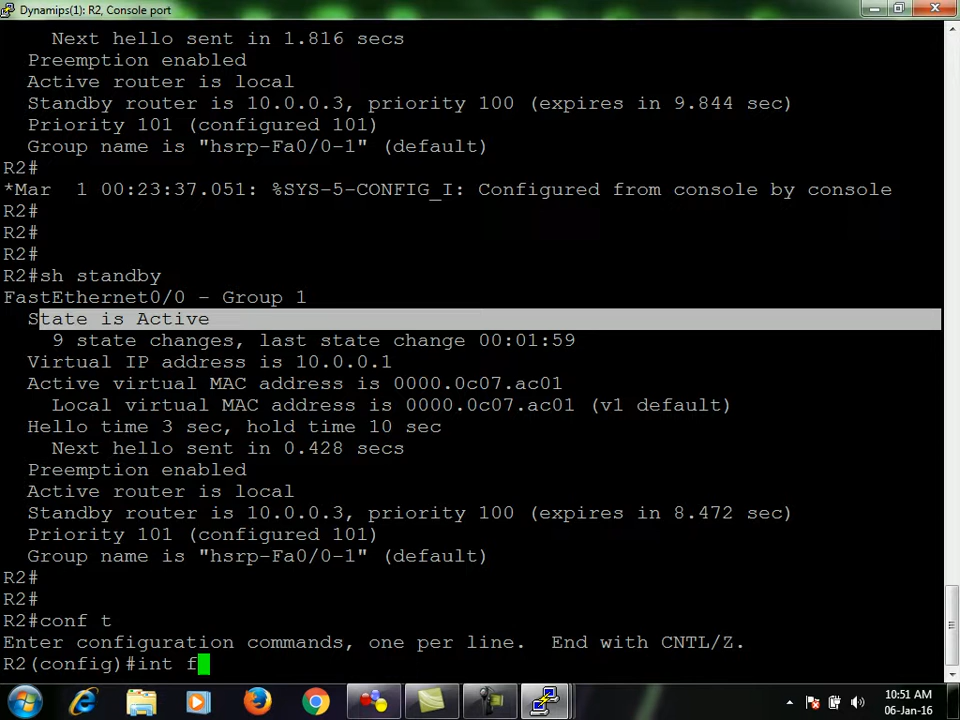 Dynamips(1): R2, Console port
Next hello sent in 1.816 secs
Preemption enabled
Active router is local
Standby router is 10.0.0.3, priority 100 (expires in 9.844 sec)
Priority 101 (configured 101)
Group name is "hsrp-Fa0/0-1" (default)
R2#
*Mar  1 00:23:37.051: %SYS-5-CONFIG_I: Configured from console by console
R2#
R2#
R2#
R2#sh standby
FastEthernet0/0 - Group 1
State is Active
9 state changes, last state change 00:01:59
Virtual IP address is 10.0.0.1
Active virtual MAC address is 0000.0c07.ac01
Local virtual MAC address is 0000.0c07.ac01 (v1 default)
Hello time 3 sec, hold time 10 sec
Next hello sent in 0.428 secs
Preemption enabled
Active router is local
Standby router is 10.0.0.3, priority 100 (expires in 8.472 sec)
Priority 101 (configured 101)
Group name is "hsrp-Fa0/0-1" (default)
R2#
R2#
R2#conf t
Enter configuration commands, one per line.  End with CNTL/Z.
R2(config)#int f
10:51 AM
06-Jan-16